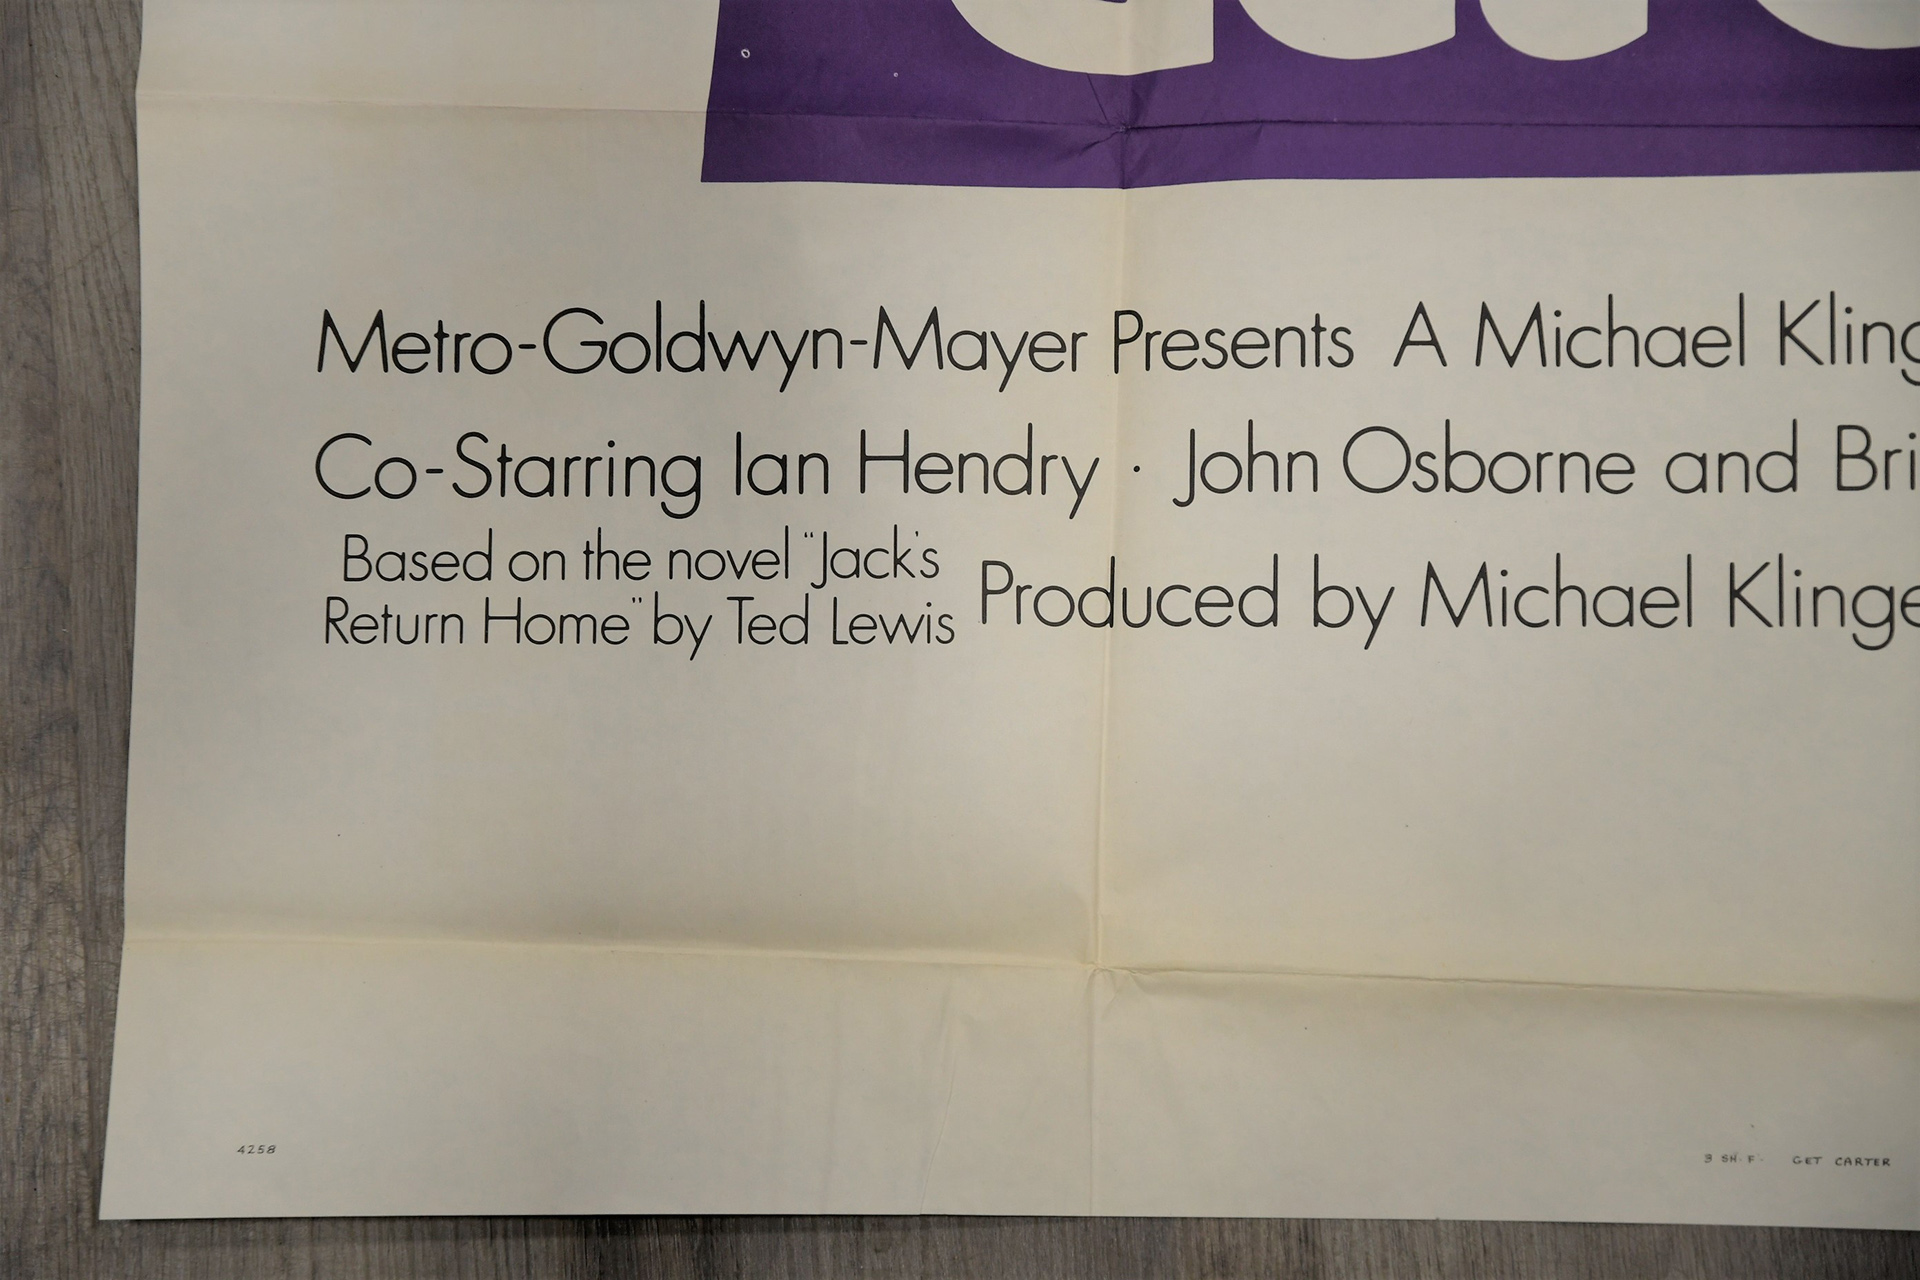 Metro-Goldwyn-Mayer Presents A Michael Kling
Co-Starring Ian Hendry · John Osborne and Bri
Based on the novel "Jack's
Return Home" by Ted Lewis
Produced by Michael Klinge
4258
3 SH. F. GET CARTER